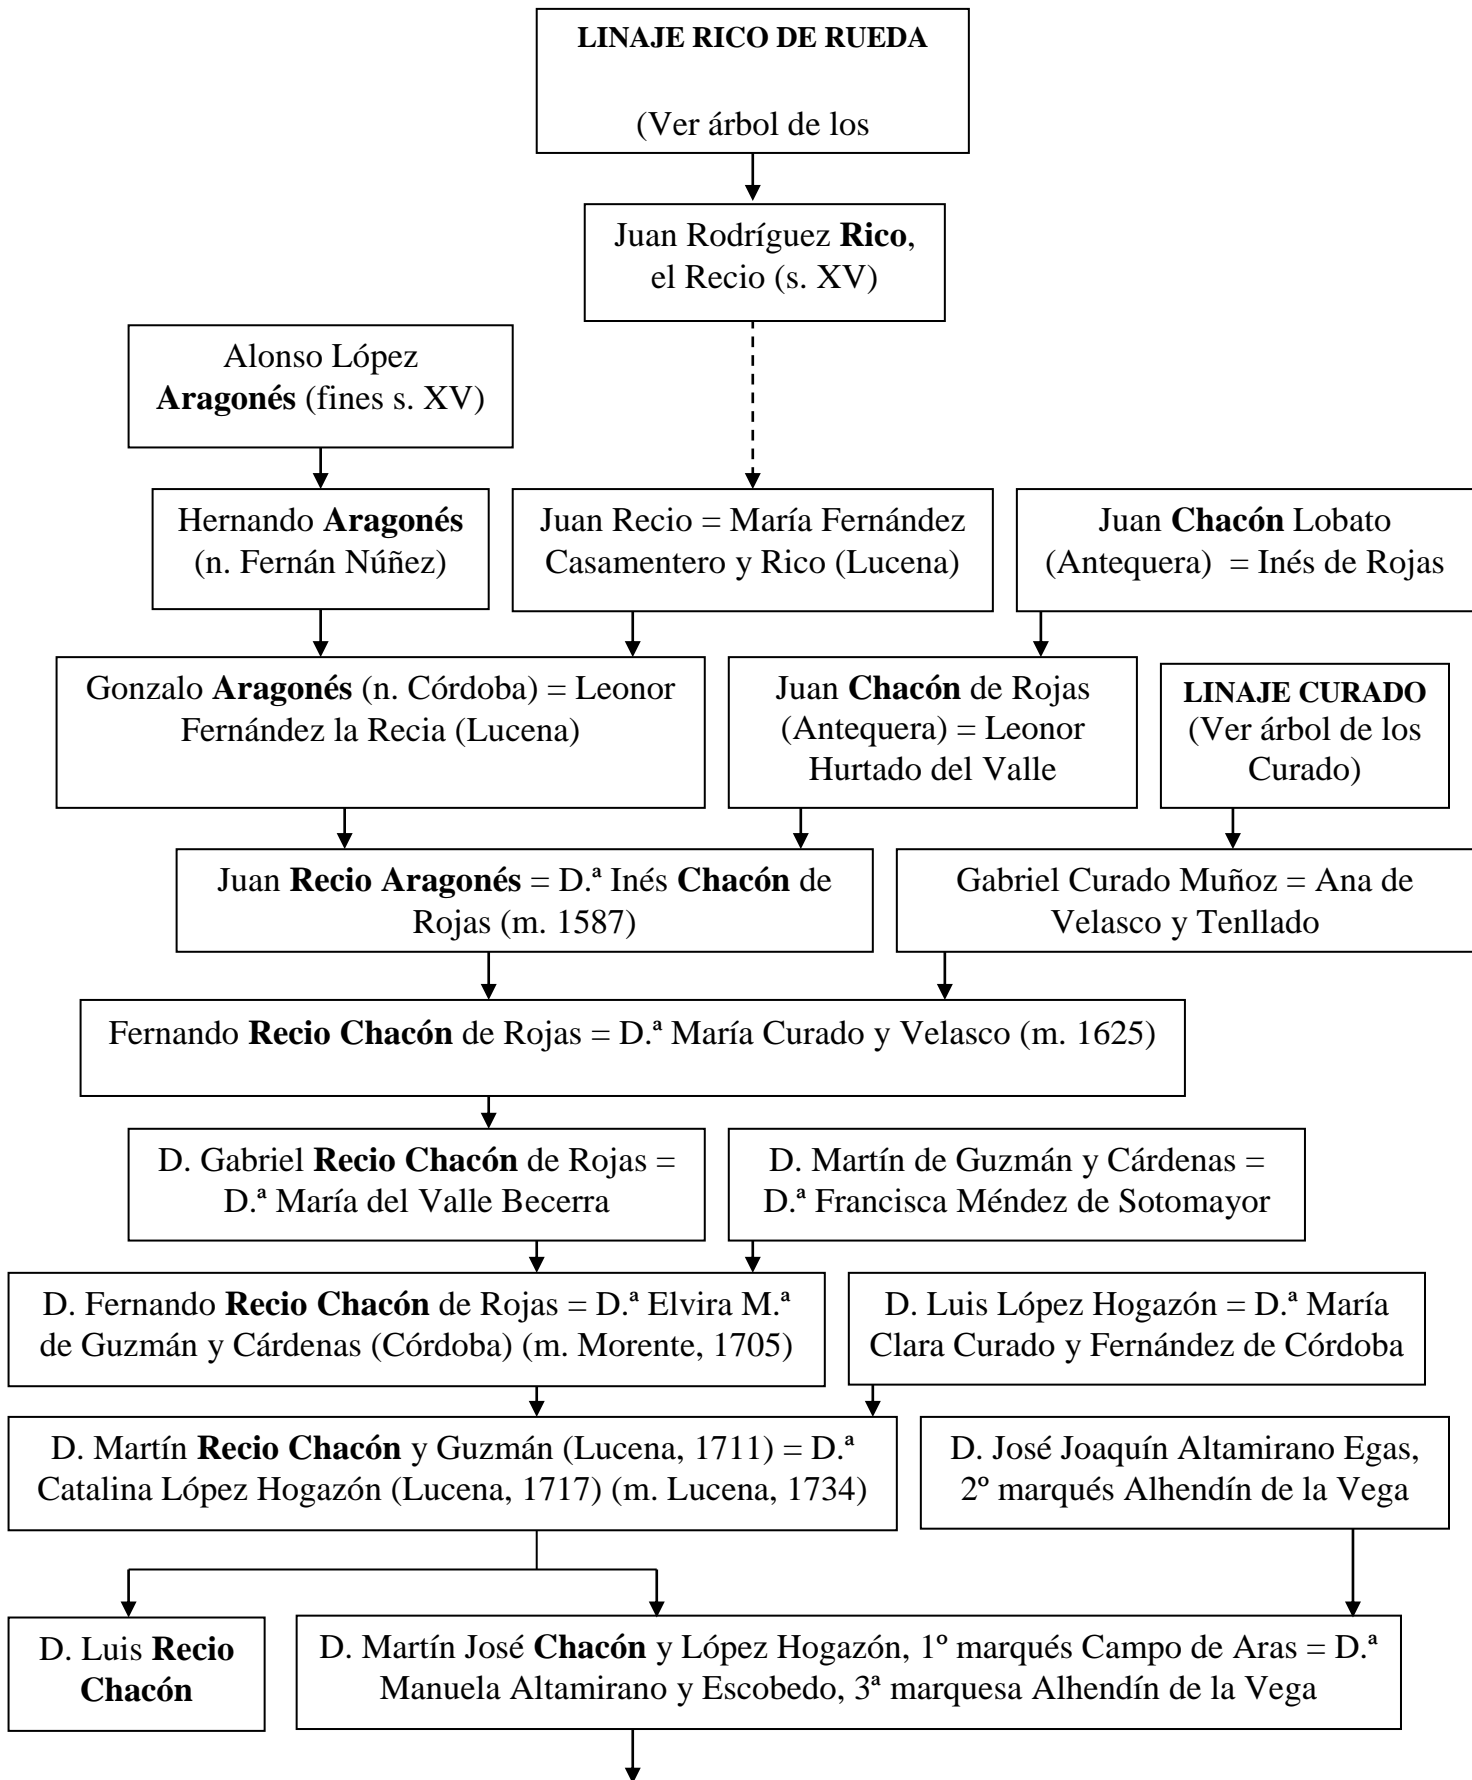 LINAJE RICO DE RUEDA
(Ver árbol de los
Juan Rodríguez Rico,
el Recio (s. XV)
Alonso López
Aragonés (fines s. XV)
Hernando Aragonés
(n. Fernán Núñez)
Juan Recio = María Fernández
Casamentero y Rico (Lucena)
Juan Chacón Lobato
(Antequera) = Inés de Rojas
Gonzalo Aragonés (n. Córdoba) = Leonor
Fernández la Recia (Lucena)
Juan Chacón de Rojas
(Antequera) = Leonor
Hurtado del Valle
LINAJE CURADO
(Ver árbol de los
Curado)
Juan Recio Aragonés = D.ª Inés Chacón de
Rojas (m. 1587)
Gabriel Curado Muñoz = Ana de
Velasco y Tenllado
Fernando Recio Chacón de Rojas = D.ª María Curado y Velasco (m. 1625)
D. Gabriel Recio Chacón de Rojas =
D.ª María del Valle Becerra
D. Martín de Guzmán y Cárdenas =
D.ª Francisca Méndez de Sotomayor
D. Fernando Recio Chacón de Rojas = D.ª Elvira M.ª
de Guzmán y Cárdenas (Córdoba) (m. Morente, 1705)
D. Luis López Hogazón = D.ª María
Clara Curado y Fernández de Córdoba
D. Martín Recio Chacón y Guzmán (Lucena, 1711) = D.ª
Catalina López Hogazón (Lucena, 1717) (m. Lucena, 1734)
D. José Joaquín Altamirano Egas,
2º marqués Alhendín de la Vega
D. Luis Recio
Chacón
D. Martín José Chacón y López Hogazón, 1º marqués Campo de Aras = D.ª
Manuela Altamirano y Escobedo, 3ª marquesa Alhendín de la Vega